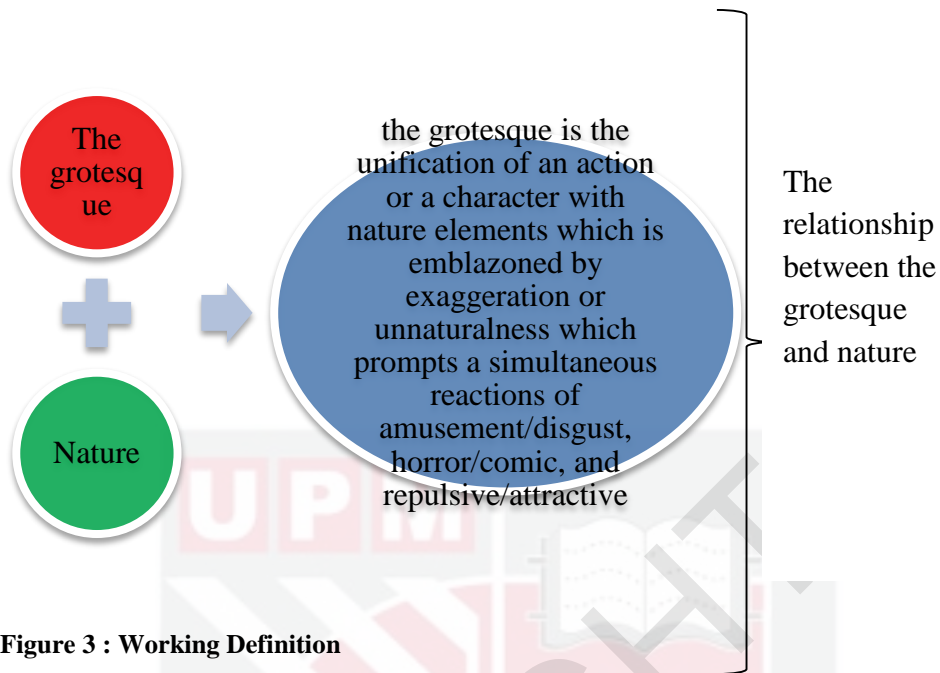 The
grotesq
ue
Nature
the grotesque is the
unification of an action
or a character with
nature elements which is
emblazoned by
exaggeration or
unnaturalness which
prompts a simultaneous
reactions of
amusement/disgust,
horror/comic, and
repulsive/attractive
The
relationship
between the
grotesque
and nature
UPM
Figure 3 : Working Definition